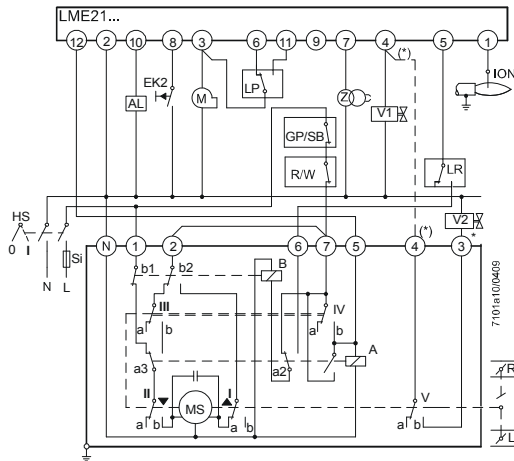 LME21...
12 2 10 8 3 6 11 9 7 4 (*) 5 1
EK2
ION
AL
M
LP
Z
V1
GP/SB
R/W
LR
HS
0 I
Si
V2
N L
*
N 1 2 6 7 5 4 (*) 3
b1 b2 B
III IV
a b a b
A
a3 a2
II I V
MS
a b a b a b
R
L
7101a10/0409